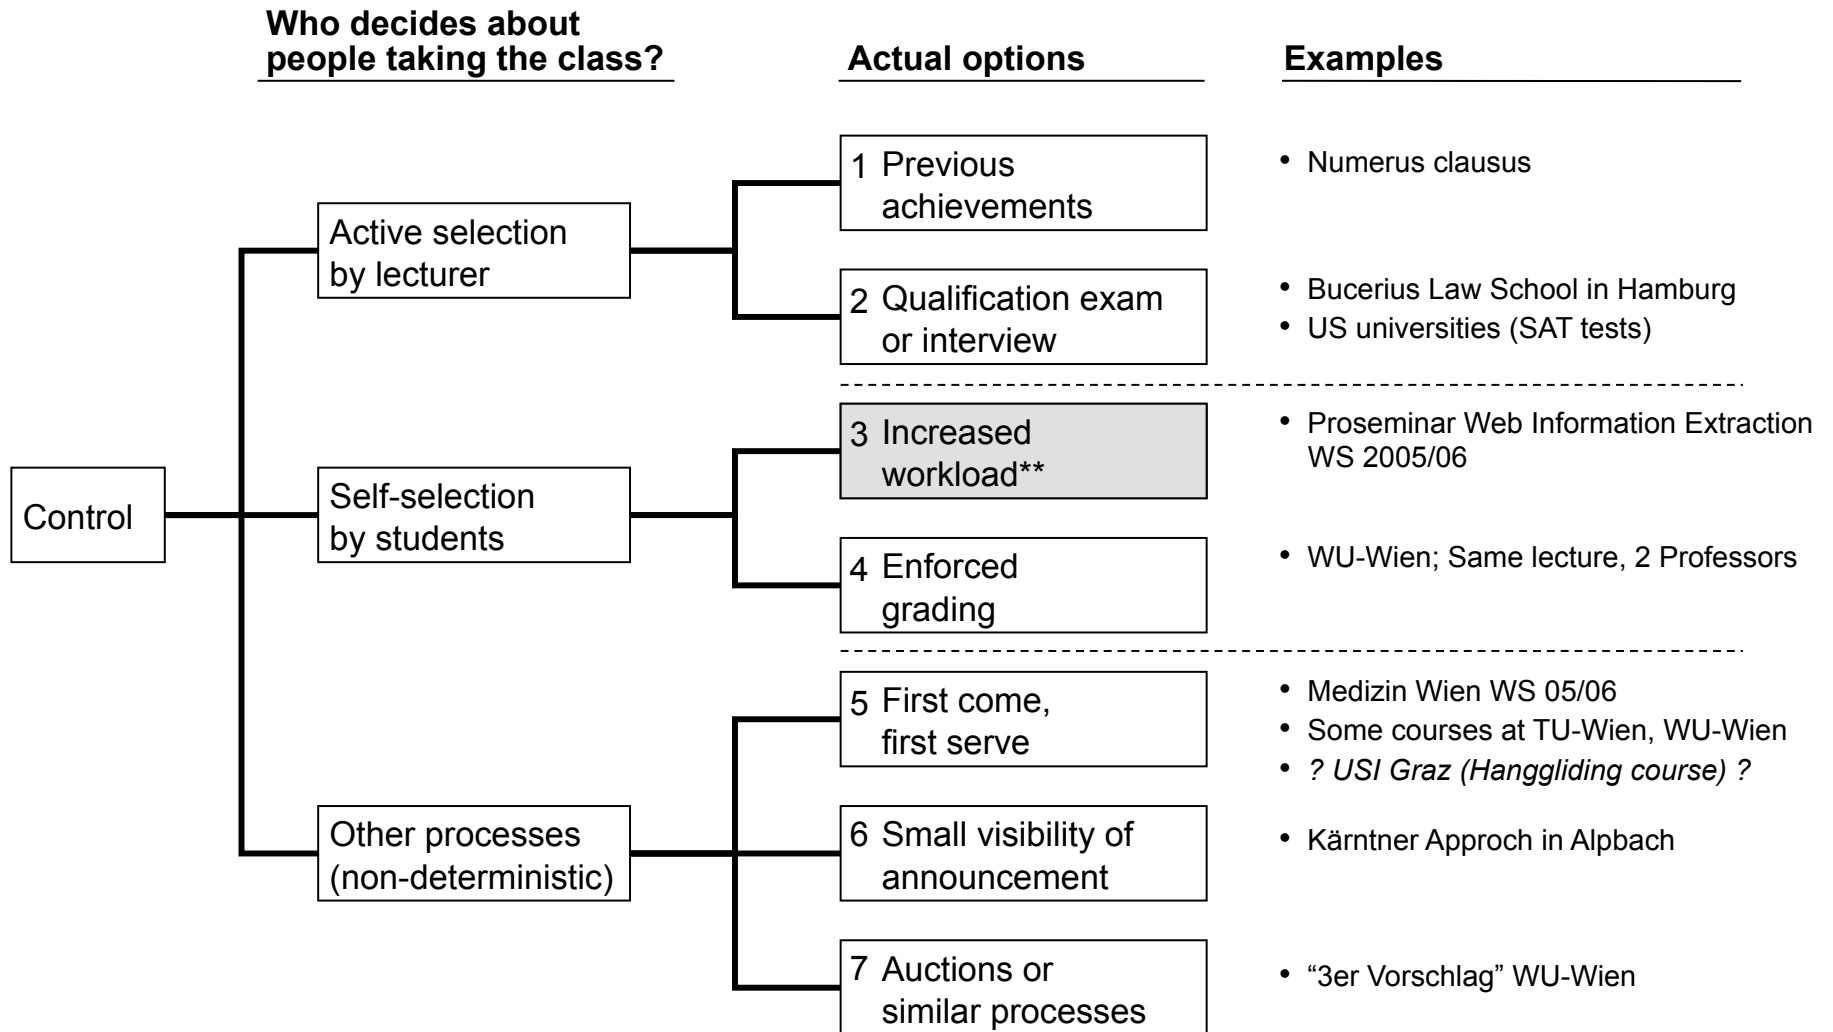 Who decides about
people taking the class?
Actual options
Examples
Control
Active selection
by lecturer
1 Previous
achievements
• Numerus clausus
2 Qualification exam
or interview
• Bucerius Law School in Hamburg
• US universities (SAT tests)
Self-selection
by students
3 Increased
workload**
• Proseminar Web Information Extraction
WS 2005/06
4 Enforced
grading
• WU-Wien; Same lecture, 2 Professors
Other processes
(non-deterministic)
5 First come,
first serve
• Medizin Wien WS 05/06
• Some courses at TU-Wien, WU-Wien
• ? USI Graz (Hanggliding course) ?
6 Small visibility of
announcement
• Kärntner Approch in Alpbach
7 Auctions or
similar processes
• “3er Vorschlag” WU-Wien